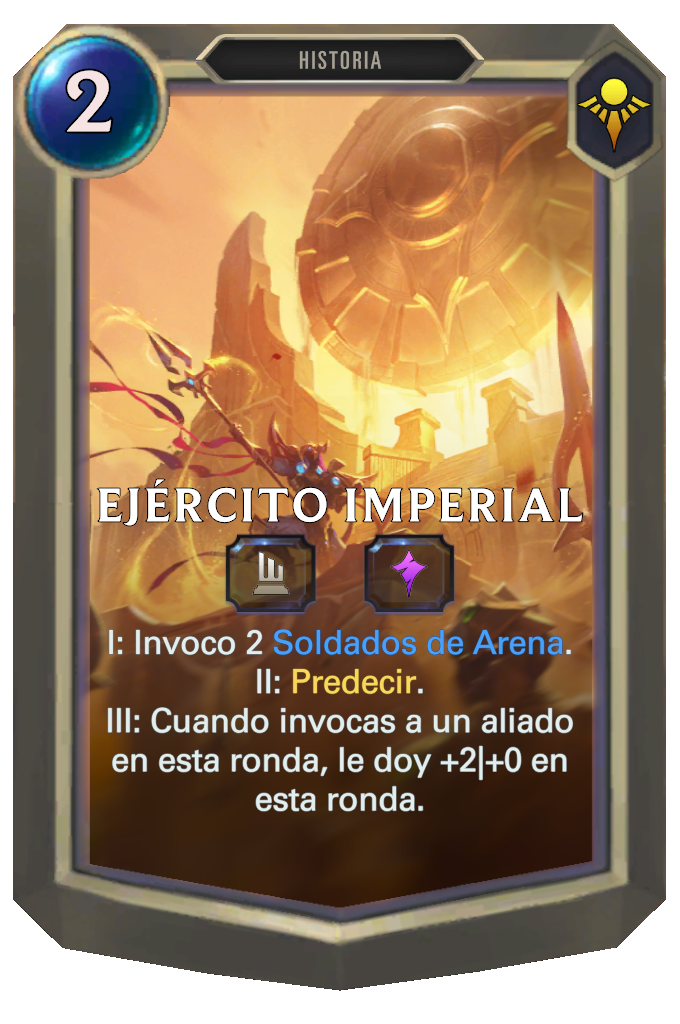 HISTORIA
2
EJÉRCITO IMPERIAL
I: Invoco 2 Soldados de Arena.
II: Predecir.
III: Cuando invocas a un aliado
en esta ronda, le doy +2|+0 en
esta ronda.